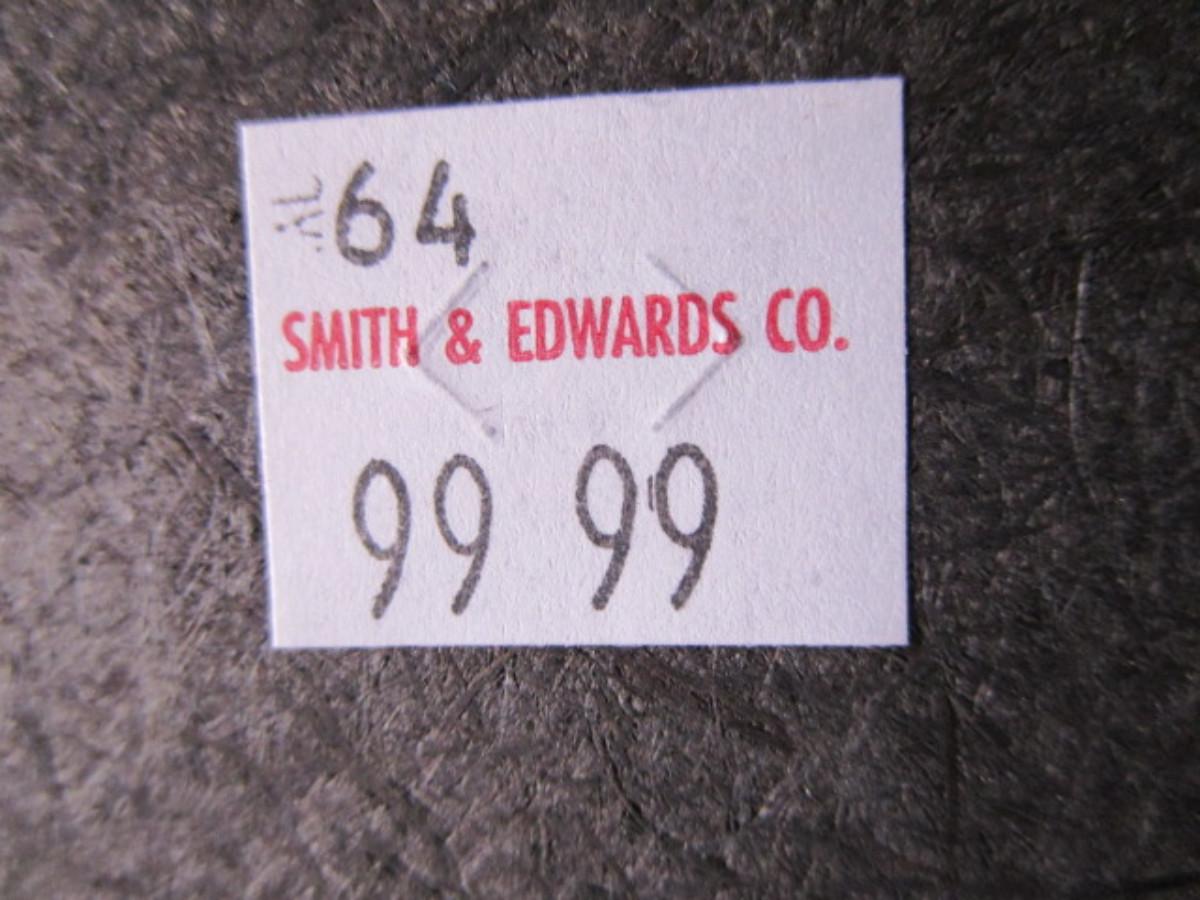 64
SMITH & EDWARDS CO.
99 99